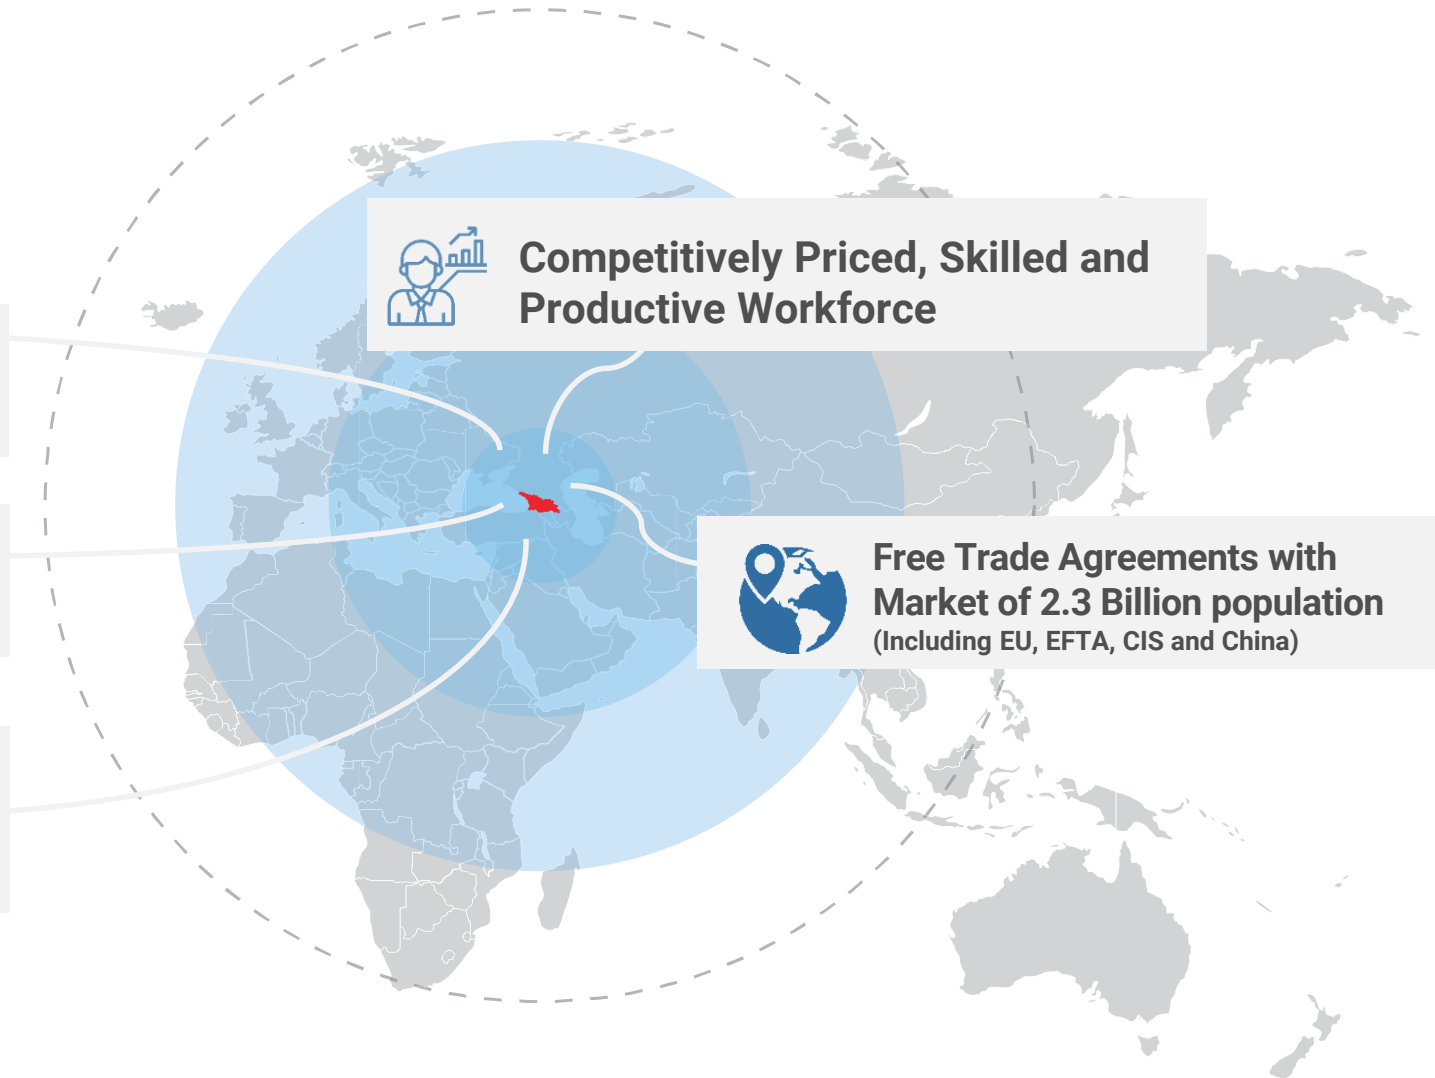 Competitively Priced, Skilled and
Productive Workforce
Free Trade Agreements with
Market of 2.3 Billion population
(Including EU, EFTA, CIS and China)